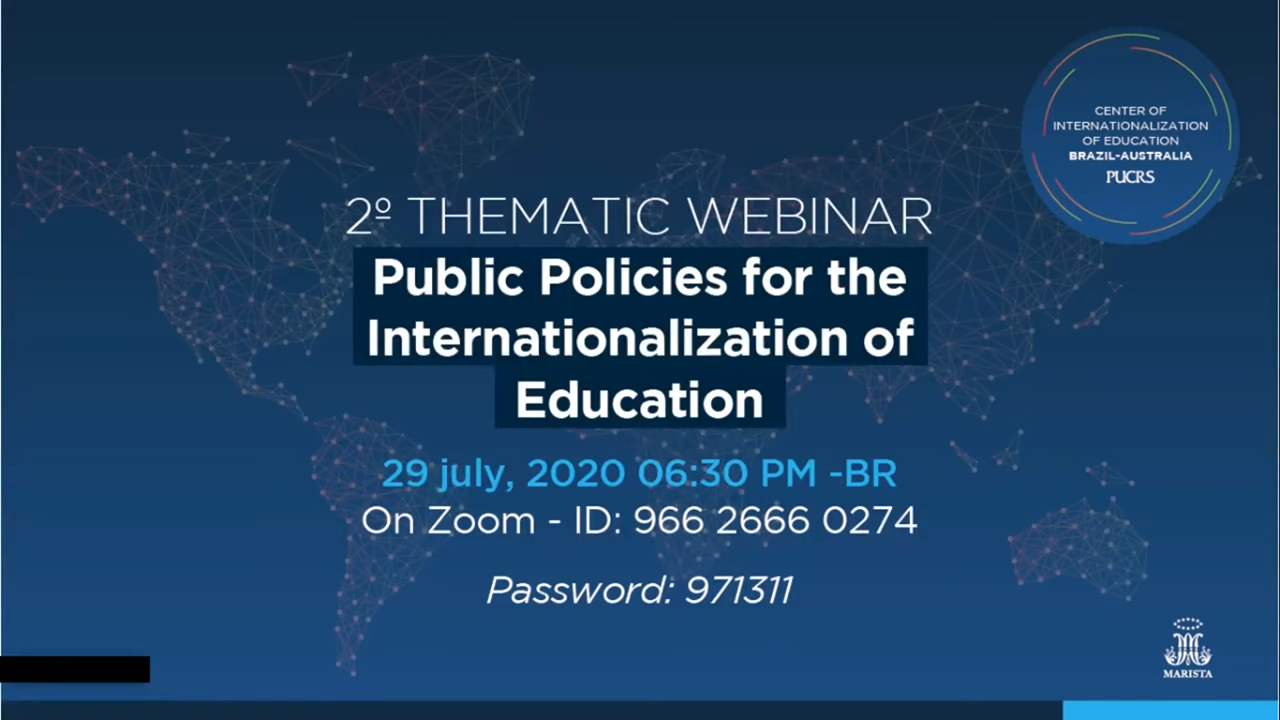 CENTER OF
INTERNATIONALIZATION
OF EDUCATION
BRAZIL-AUSTRALIA
PUCRS
2º THEMATIC WEBINAR
Public Policies for the
Internationalization of
Education
29 july, 2020 06:30 PM -BR
On Zoom - ID: 966 2666 0274
Password: 971311
MARISTA